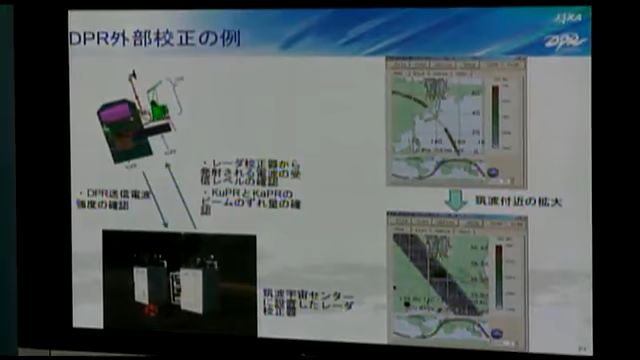 JAXA
DPR
DPR外部校正の例
・レーダ校正器から
発射される電波の受
信レベルの確認
・DPR送信電波
強度の確認
・KuPRとKaPRの
ビームのずれ量の確
認
筑波付近の拡大
筑波宇宙センター
に設置したレーダ
校正器